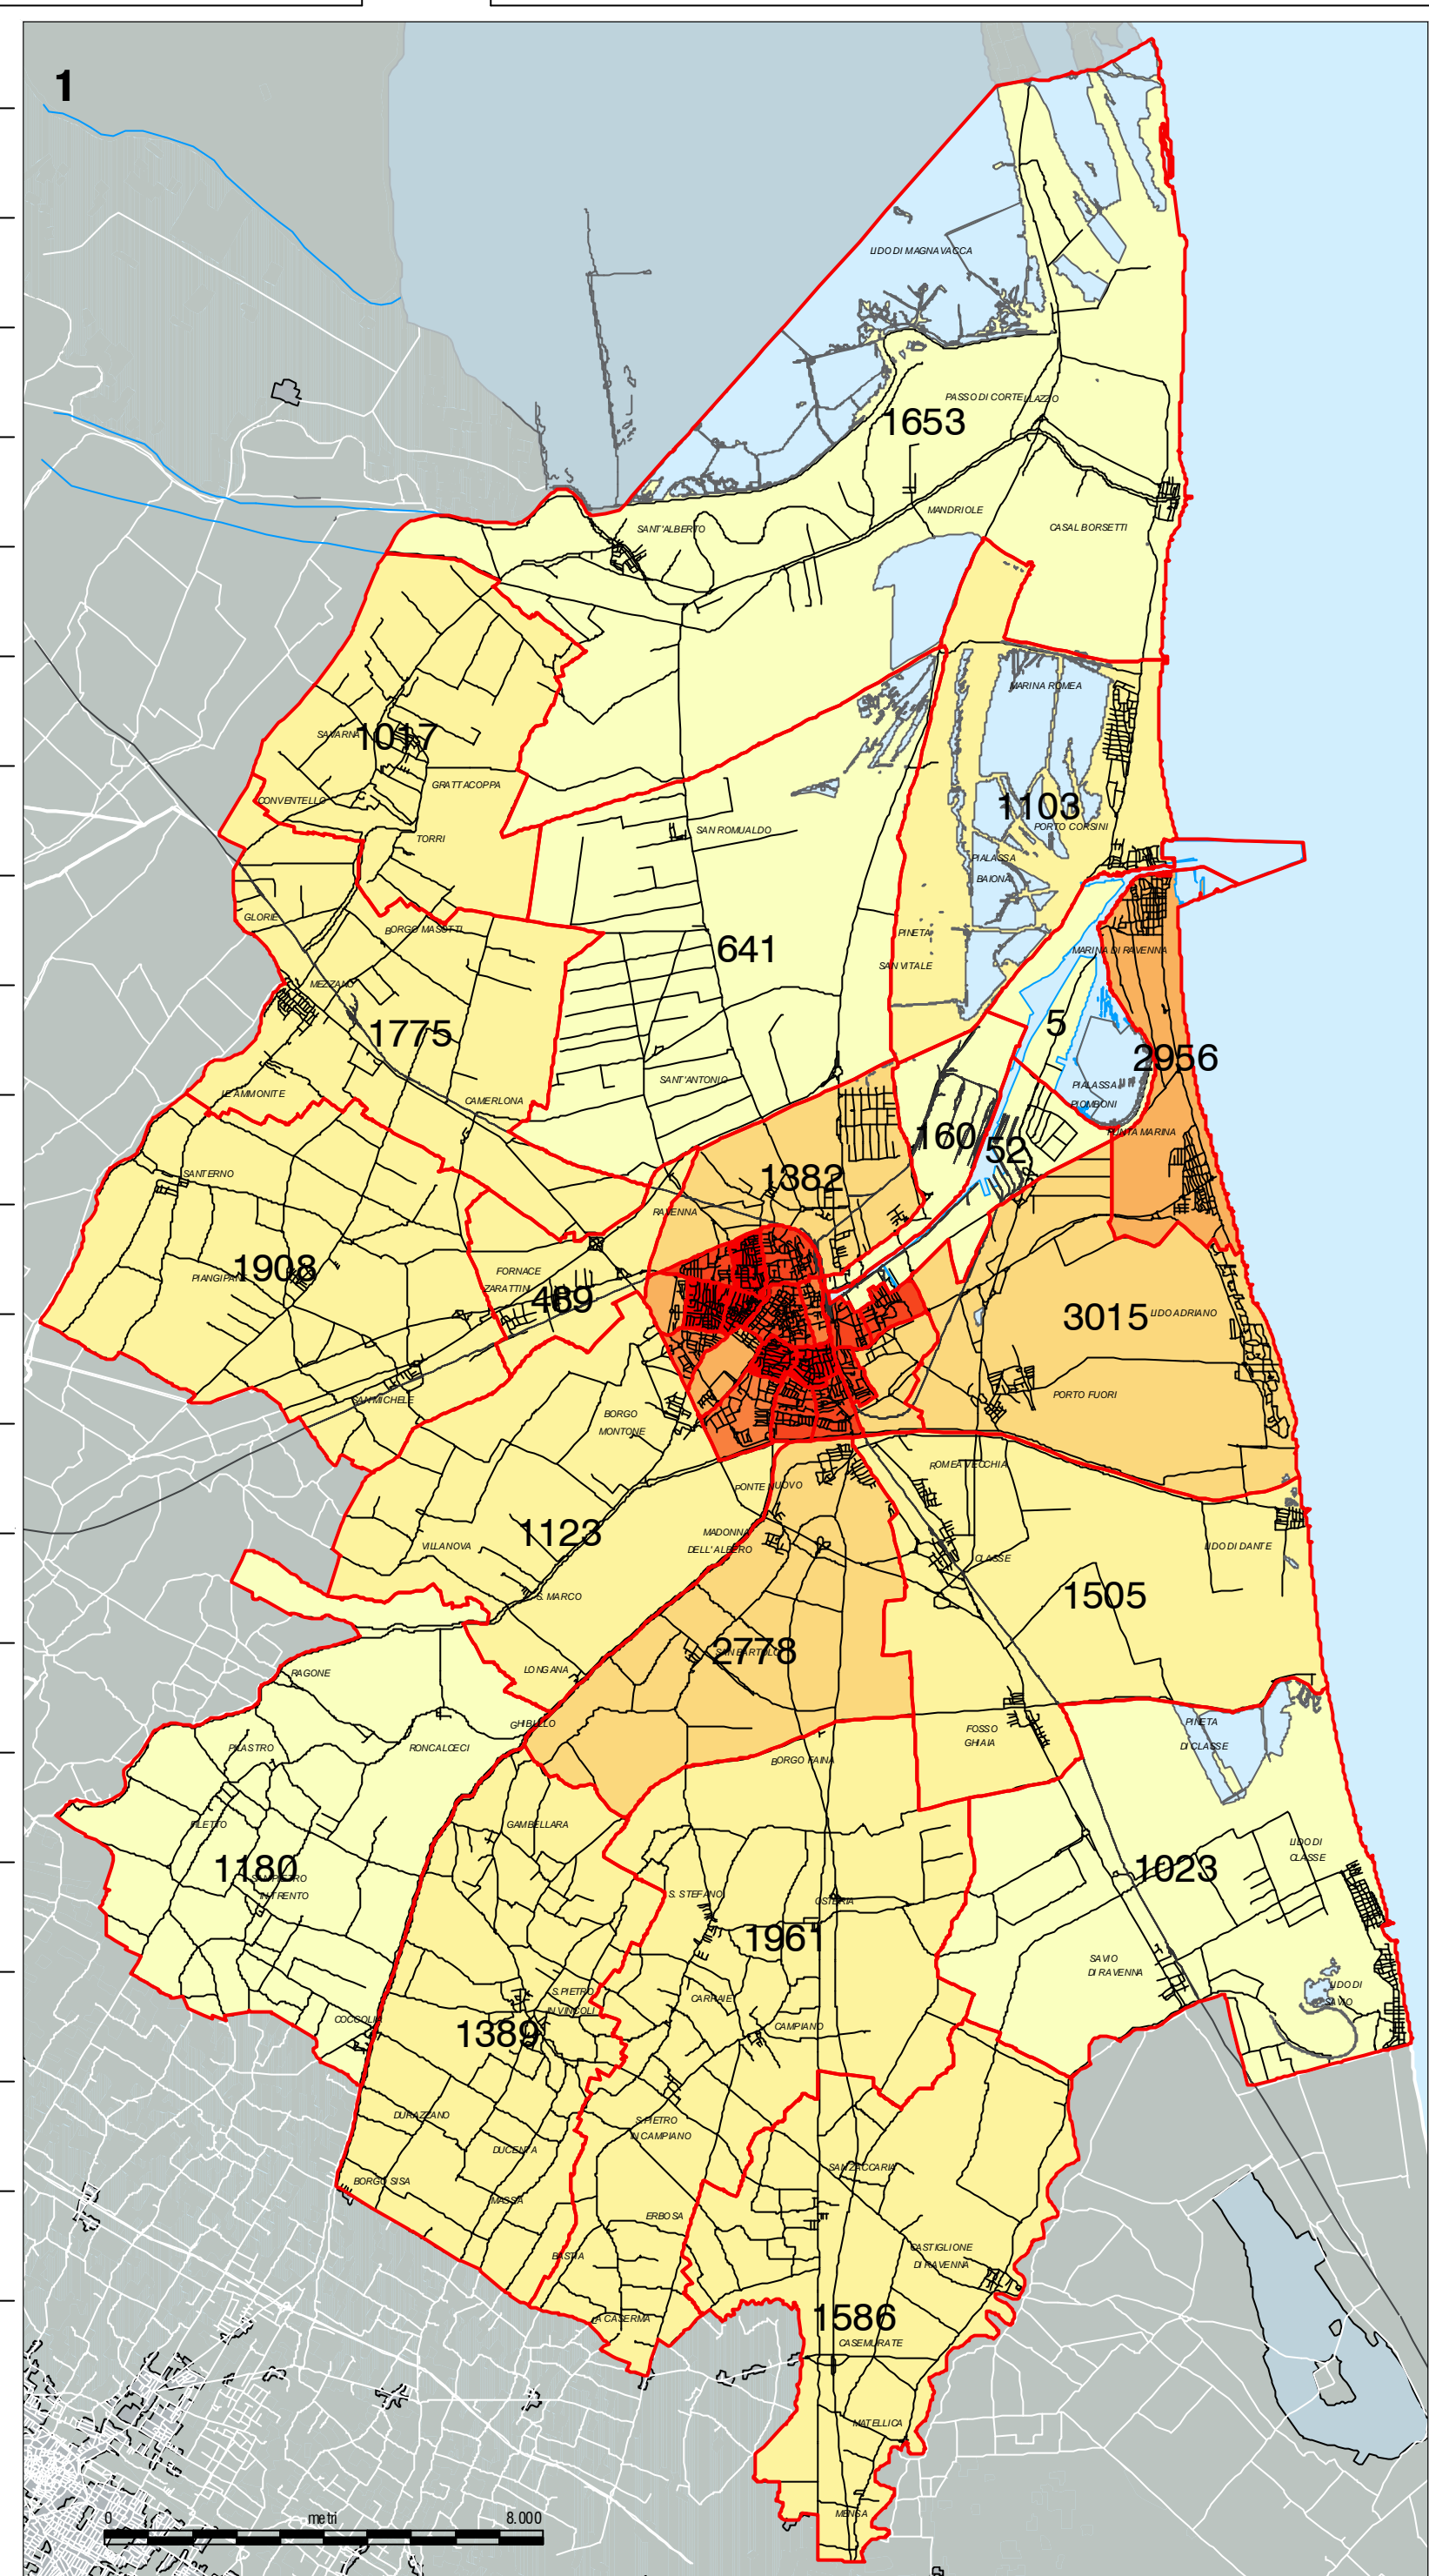 1
LIDO DI MAGNAVACCA
PASSO DI CORTELLAZZO
1653
MANDRIOLE
SANT'ALBERTO
CASAL BORSETTI
MARINA ROMEA
SAVARNA
1017
GRATTACOPPA
CONVENTELLO
1103
PORTO CORSINI
SAN ROMUALDO
TORRI
PIALASSA
BAIONA
GLORIE
BORGO MASOTTI
PINETA
SAN VITALE
641
MARINA DI RAVENNA
MEZZANO
1775
5
2956
SANT'ANTONIO
PIALASSA
PIOMBONI
LE AMMONITE
CAMERLONA
160
52
PUNTA MARINA
SANTERNO
1382
RAVENNA
1908
PIANGIPANE
FORNACE
ZARATTINI
489
3015
LIDO ADRIANO
SAN MICHELE
PORTO FUORI
BORGO
MONTONE
ROMEA VECCHIA
PONTE NUOVO
1123
MADONNA
DELL'ALBERO
VILLANOVA
LIDO DI DANTE
CLASSE
S. MARCO
1505
2778
SAN BARTOLO
RAGONE
LONGANA
GHIBULLO
PINETA
DI CLASSE
FOSSO
GHIAIA
PILASTRO
RONCALCECI
BORGO FAINA
FILETTO
GAMBELLARA
LIDO DI
CLASSE
1180
SAN PIETRO
IN TRENTO
1023
S. STEFANO
OSTERIA
1961
SAVIO
DI RAVENNA
LIDO DI
SAVIO
S. PIETRO
IN VINCOLI
CARRAIE
COCCOLIA
1389
CAMPIANO
DURAZZANO
S.PIETRO
IN CAMPIANO
DUCENTA
SAN ZACCARIA
BORGO SISA
MASSA
ERBOSA
CASTIGLIONE
DI RAVENNA
BASTIA
LA CASERMA
1586
CASEMURATE
MATELLICA
MENSA
0 metri 8.000